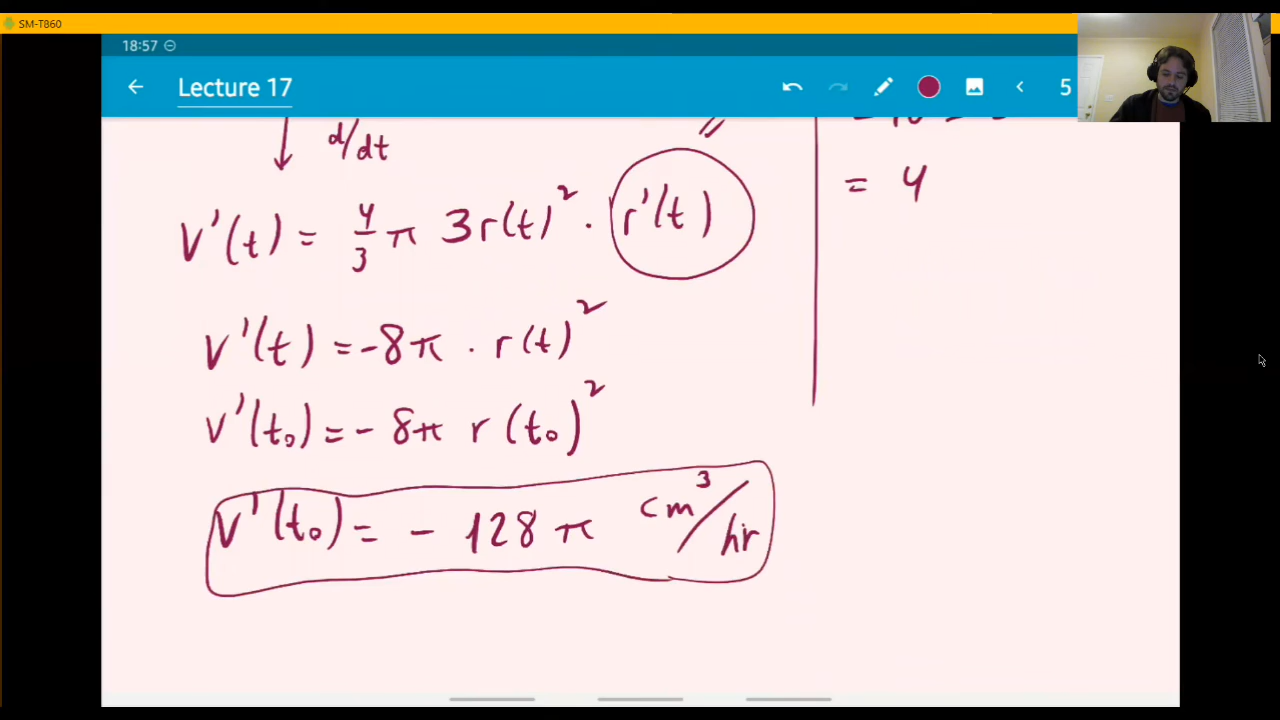 SM-T860
18:57
Lecture 17
5
d/dt
= 4
V'(t) = 4/3 π 3r(t)² · r'(t)
V'(t) = -8π · r(t)²
V'(t₀) = - 8π r(t₀)²
V'(t₀) = - 128 π cm³/hr